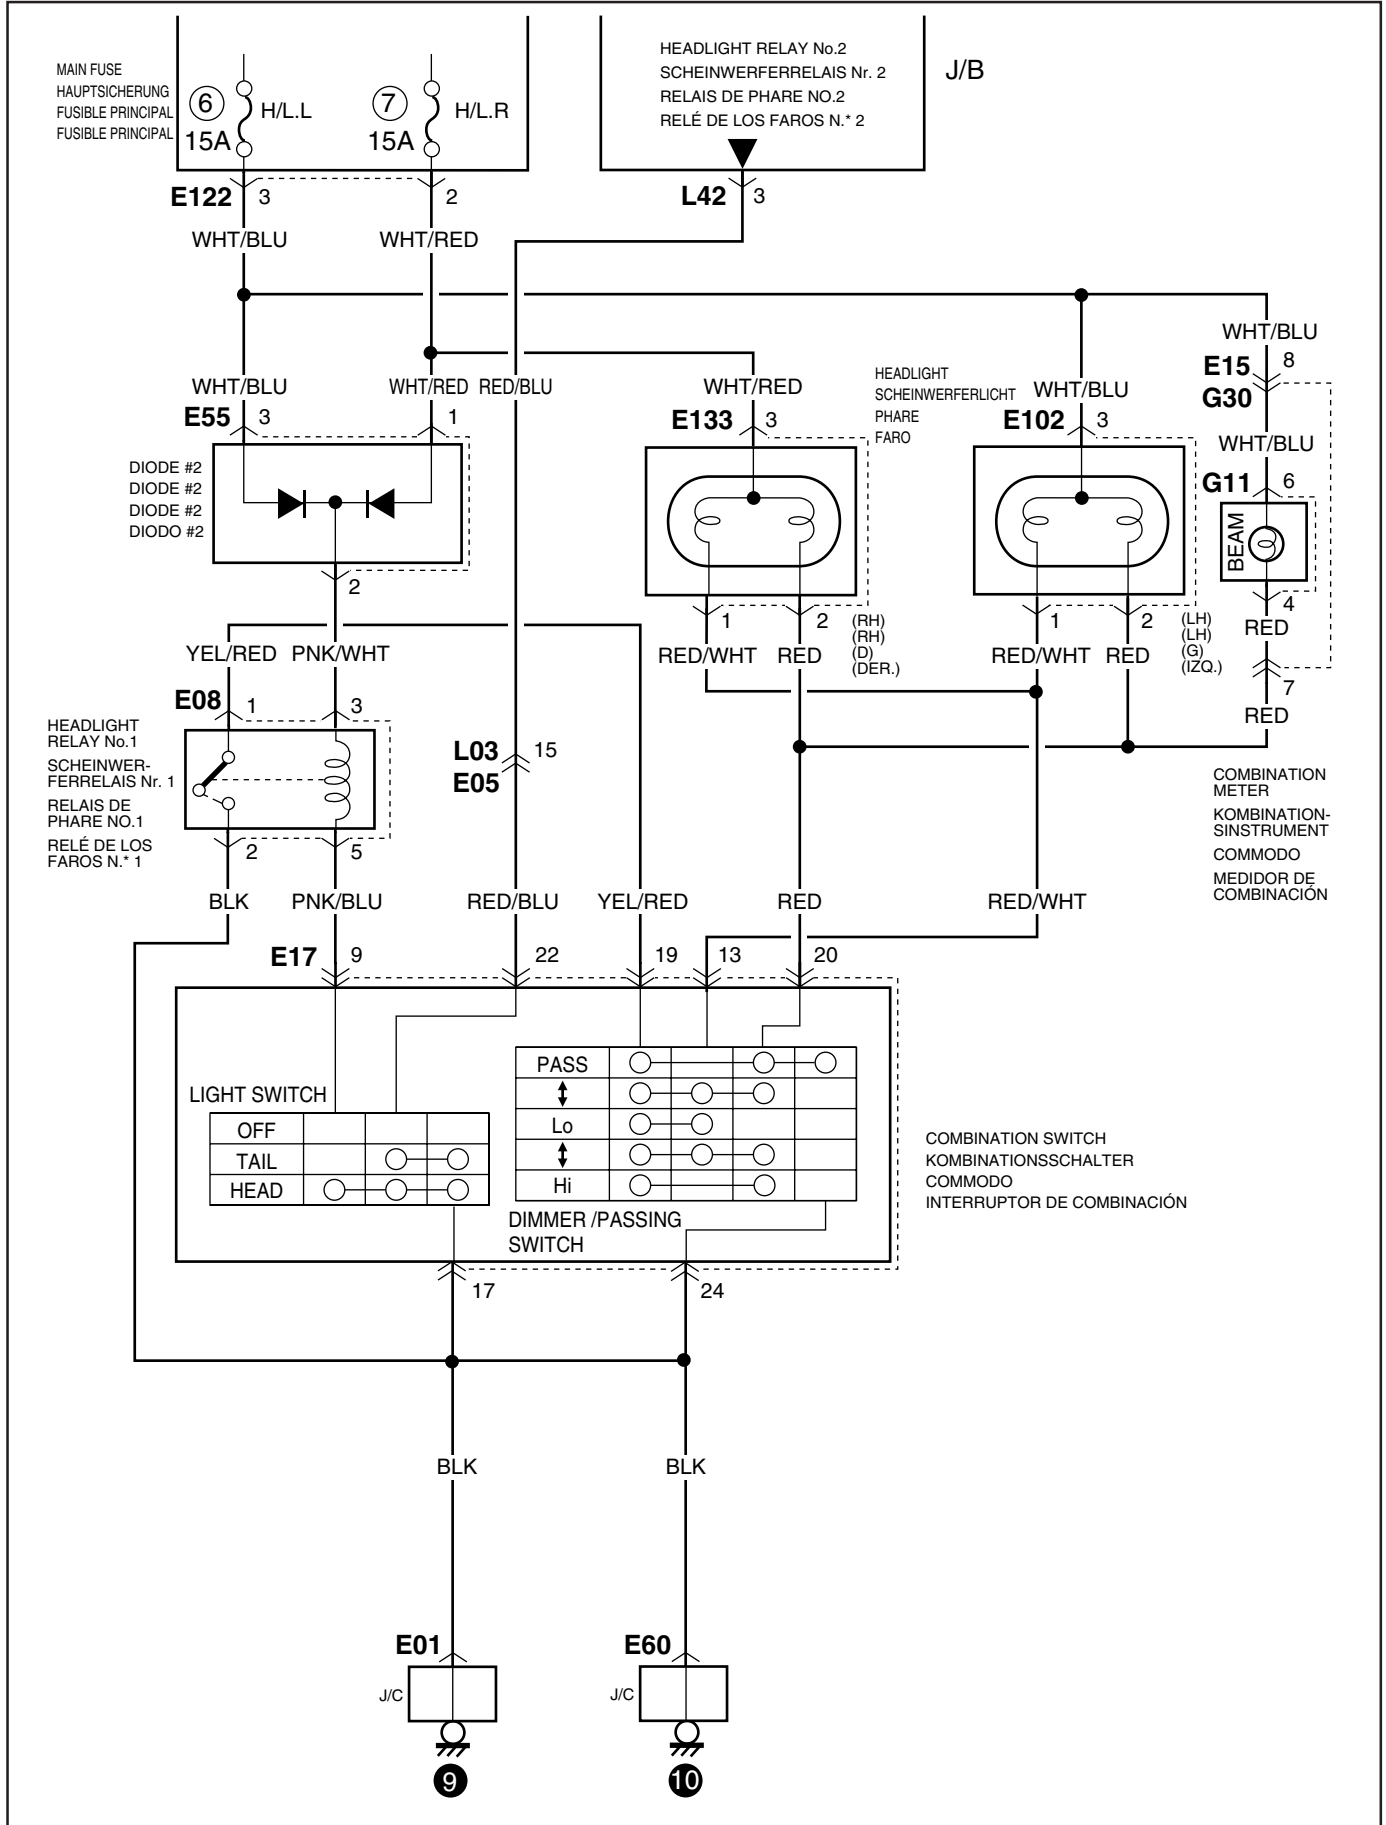 MAIN FUSE
HAUPTSICHERUNG
FUSIBLE PRINCIPAL
FUSIBLE PRINCIPAL
6
15A
H/L.L
7
15A
H/L.R
HEADLIGHT RELAY No.2
SCHEINWERFERRELAIS Nr. 2
RELAIS DE PHARE NO.2
RELÉ DE LOS FAROS N.* 2
J/B
E122 3
2
L42 3
WHT/BLU
WHT/RED
WHT/BLU
E15 8
G30
WHT/BLU
WHT/RED
RED/BLU
WHT/RED
HEADLIGHT
SCHEINWERFERLICHT
PHARE
FARO
WHT/BLU
E55 3
1
E133 3
E102 3
WHT/BLU
G11 6
BEAM
4
RED
7
RED
DIODE #2
DIODE #2
DIODE #2
DIODO #2
2
1
2
(RH)
(RH)
(D)
(DER.)
1
2
(LH)
(LH)
(G)
(IZQ.)
YEL/RED
PNK/WHT
RED/WHT
RED
RED/WHT
RED
E08 1
3
HEADLIGHT
RELAY No.1
SCHEINWER-
FERRELAIS Nr. 1
RELAIS DE
PHARE NO.1
RELÉ DE LOS
FAROS N.* 1
2
5
L03 15
E05
COMBINATION
METER
KOMBINATION-
SINSTRUMENT
COMMODO
MEDIDOR DE
COMBINACIÓN
BLK
PNK/BLU
RED/BLU
YEL/RED
RED
RED/WHT
E17 9
22
19
13
20
LIGHT SWITCH
OFF
TAIL
HEAD
PASS
Lo
Hi
DIMMER /PASSING
SWITCH
COMBINATION SWITCH
KOMBINATIONSSCHALTER
COMMODO
INTERRUPTOR DE COMBINACIÓN
17
24
BLK
BLK
E01
J/C
9
E60
J/C
10